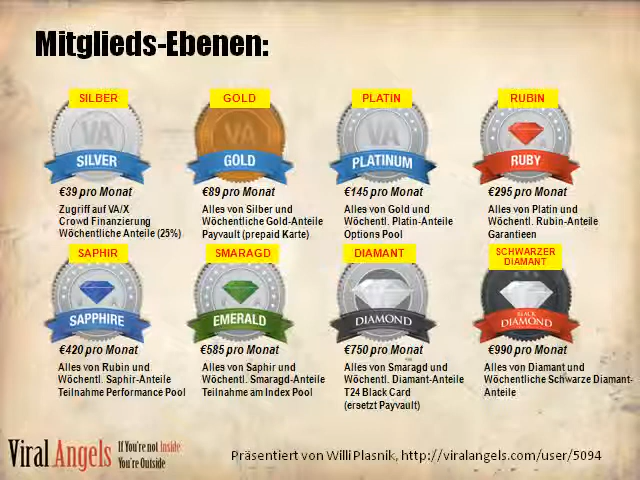 Mitglieds-Ebenen:
SILBER
VA
SILVER
€39 pro Monat
Zugriff auf VA/X
Crowd Finanzierung
Wöchentliche Anteile (25%)
GOLD
VA
GOLD
€89 pro Monat
Alles von Silber und
Wöchentliche Gold-Anteile
Payvault (prepaid Karte)
PLATIN
VA
PLATINUM
€145 pro Monat
Alles von Gold und
Wöchentl. Platin-Anteile
Options Pool
RUBIN
RUBY
€295 pro Monat
Alles von Platin und
Wöchentl. Rubin-Anteile
Garantieen
SAPHIR
SAPPHIRE
€420 pro Monat
Alles von Rubin und
Wöchentl. Saphir-Anteile
Teilnahme Performance Pool
SMARAGD
EMERALD
€585 pro Monat
Alles von Saphir und
Wöchentl. Smaragd-Anteile
Teilnahme am Index Pool
DIAMANT
DIAMOND
€750 pro Monat
Alles von Smaragd und
Wöchentl. Diamant-Anteile
T24 Black Card
(ersetzt Payvault)
SCHWARZER
DIAMANT
BLACK
DIAMOND
€990 pro Monat
Alles von Diamant und
Wöchentliche Schwarze Diamant-
Anteile
Viral Angels
If You're not Inside
You're Outside
Präsentiert von Willi Plasnik, http://viralangels.com/user/5094